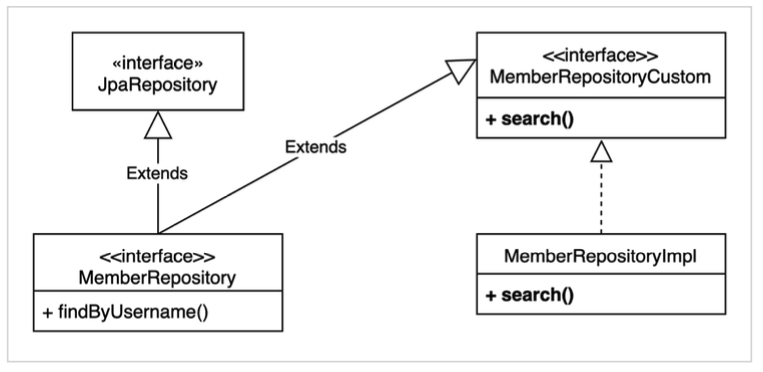 «interface»
JpaRepository
<<interface>>
MemberRepositoryCustom
+ search()
Extends
Extends
<<interface>>
MemberRepository
+ findByUsername()
MemberRepositoryImpl
+ search()